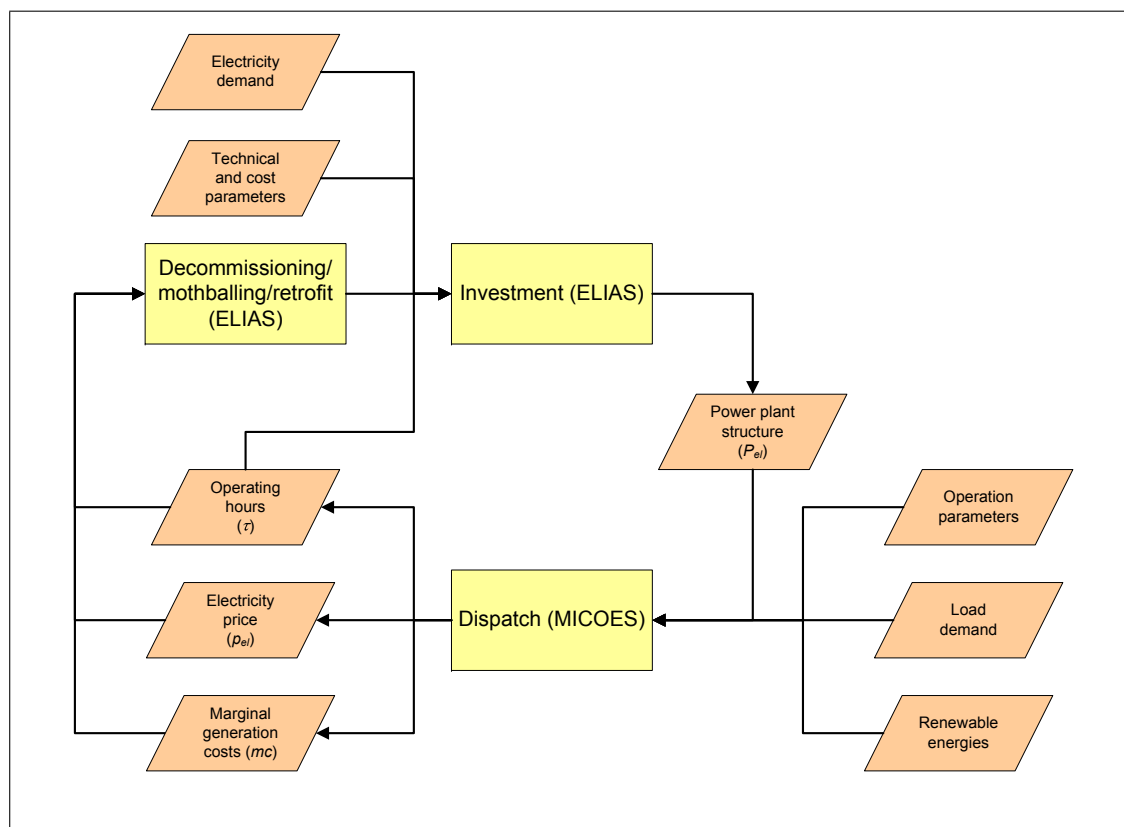 Electricity
demand
Technical
and cost
parameters
Decommissioning/
mothballing/retrofit
(ELIAS)
Investment (ELIAS)
Power plant
structure
(Pel)
Operating
hours
(τ)
Operation
parameters
Electricity
price
(pel)
Dispatch (MICOES)
Load
demand
Marginal
generation
costs (mc)
Renewable
energies